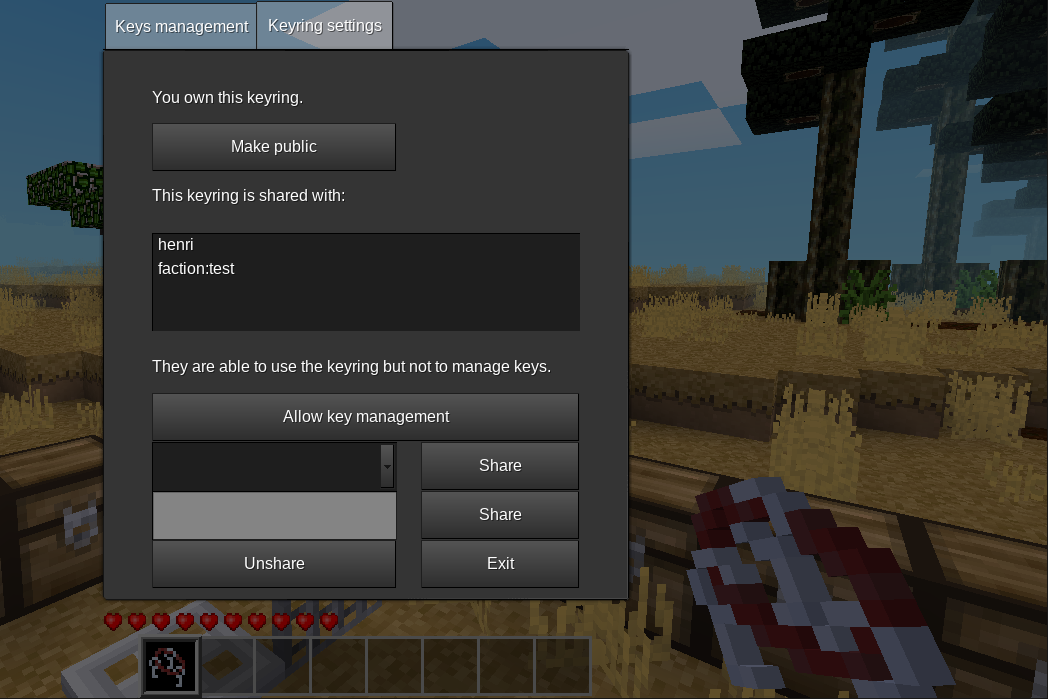 Keys management
Keyring settings
You own this keyring.
Make public
This keyring is shared with:
henri
faction:test
They are able to use the keyring but not to manage keys.
Allow key management
Share
Share
Unshare
Exit